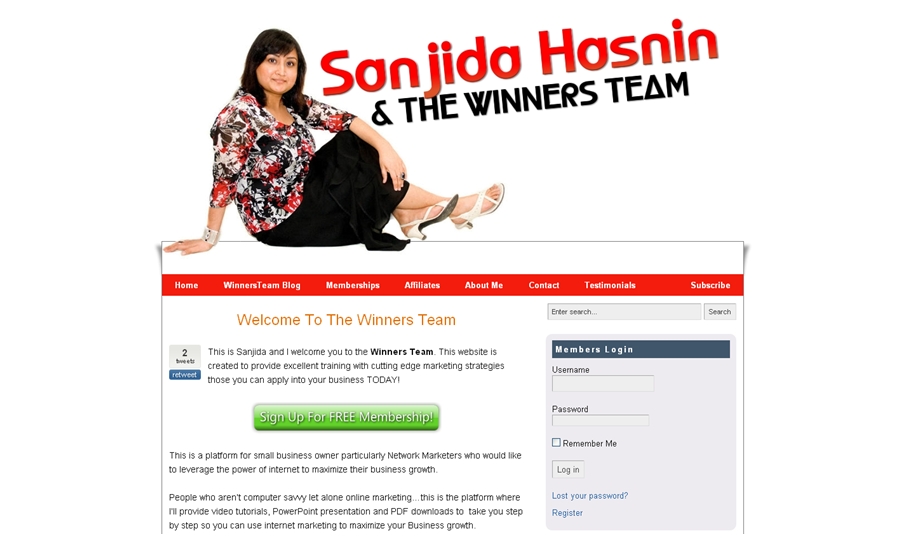 Sanjida Hasnin
& THE WINNERS TEAM
Home WinnersTeam Blog Memberships Affiliates About Me Contact Testimonials Subscribe
Welcome To The Winners Team
2
tweets
retweet
This is Sanjida and I welcome you to the Winners Team. This website is
created to provide excellent training with cutting edge marketing strategies
those you can apply into your business TODAY!
Sign Up For FREE Membership!
This is a platform for small business owner particularly Network Marketers who would like
to leverage the power of internet to maximize their business growth.
People who aren't computer savvy let alone online marketing...this is the platform where
I'll provide video tutorials, PowerPoint presentation and PDF downloads to take you step
by step so you can use internet marketing to maximize your Business growth.
Enter search... Search
Members Login
Username
Password
Remember Me
Log in
Lost your password?
Register